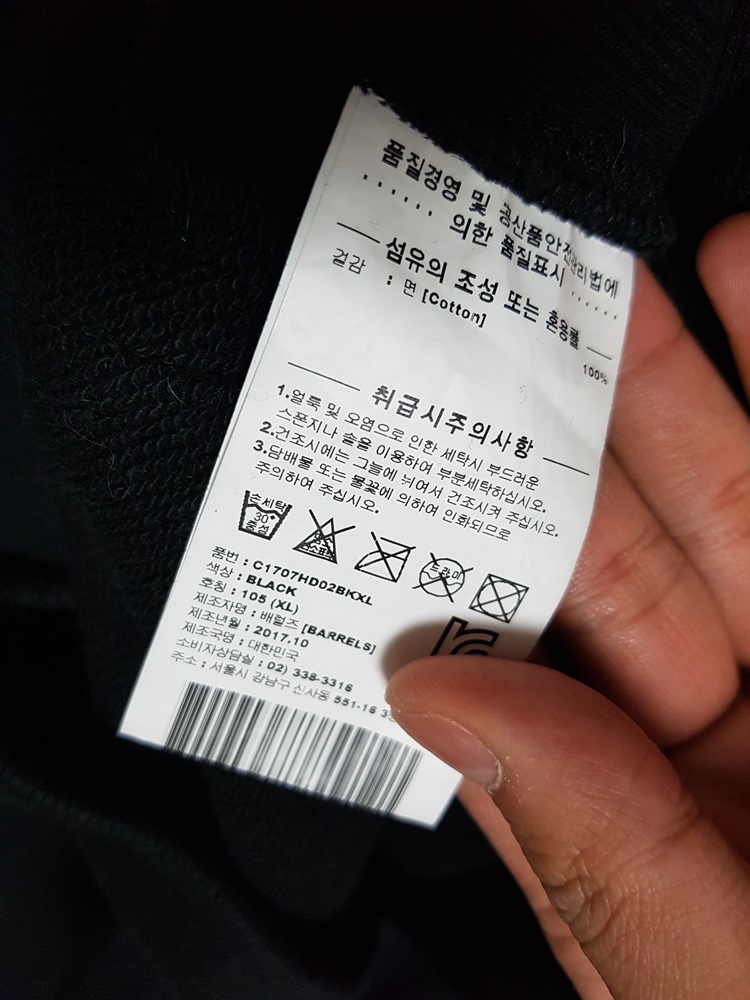 품질경영 및 공산품안전관리법에
...... 의한 품질표시 ......
섬유의 조성 또는 혼용률
겉감 : 면 [Cotton] 100%
취급시주의사항
1.얼룩 및 오염으로 인한 세탁시 부드러운
스폰지나 솔을 이용하여 부분세탁하십시오.
2.건조시에는 그늘에 뉘어서 건조시켜 주십시오.
3.담배불 또는 불꽃에 의하여 인화되므로
주의하여 주십시오.
손세탁
30°
중성
드라이
품번 : C1707HD02BKXL
색상 : BLACK
호칭 : 105 (XL)
제조자명 : 배럴즈 [BARRELS]
제조년월 : 2017.10
제조국명 : 대한민국
소비자상담실 : 02) 338-3316
주소 : 서울시 강남구 신사동 551-16